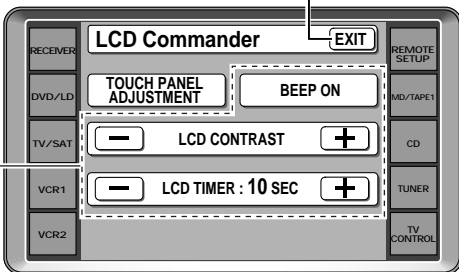 LCD Commander
EXIT
RECEIVER
REMOTE
SETUP
TOUCH PANEL
ADJUSTMENT
BEEP ON
DVD/LD
MD/TAPE1
TV/SAT
LCD CONTRAST
CD
VCR1
LCD TIMER : 10 SEC
TUNER
VCR2
TV
CONTROL